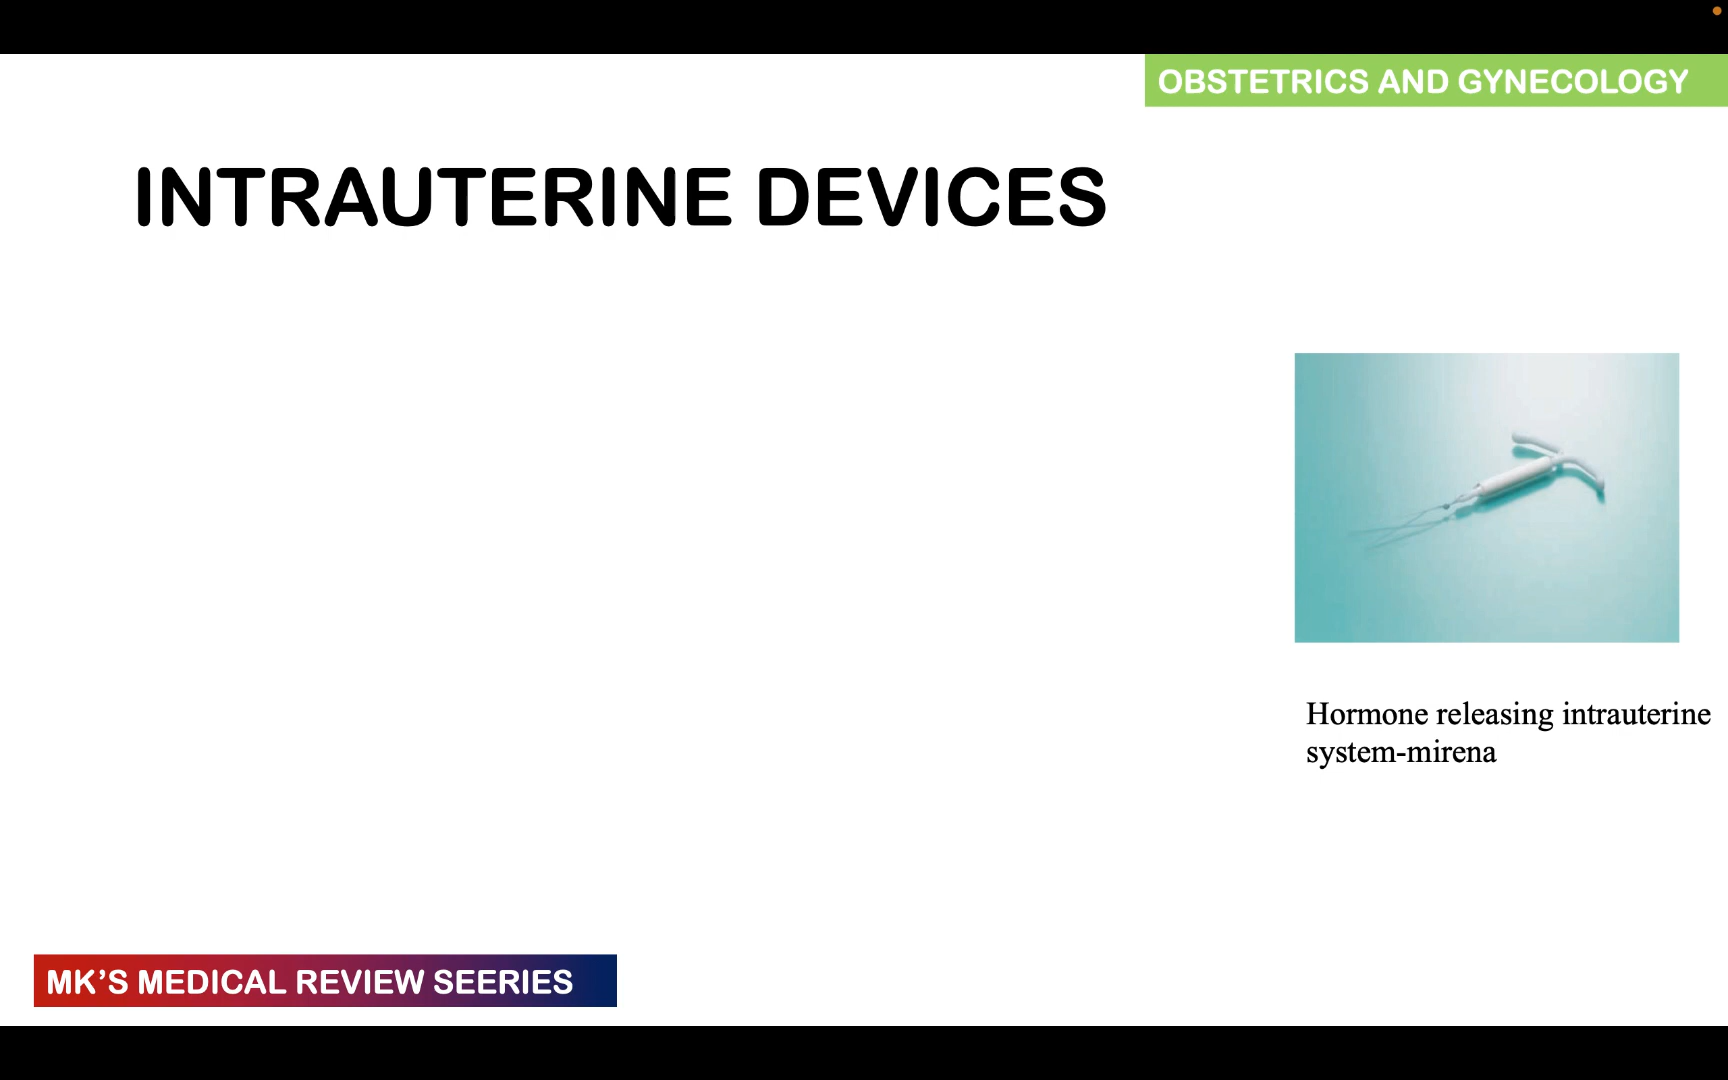 OBSTETRICS AND GYNECOLOGY
INTRAUTERINE DEVICES
Hormone releasing intrauterine
system-mirena
MK’S MEDICAL REVIEW SEERIES